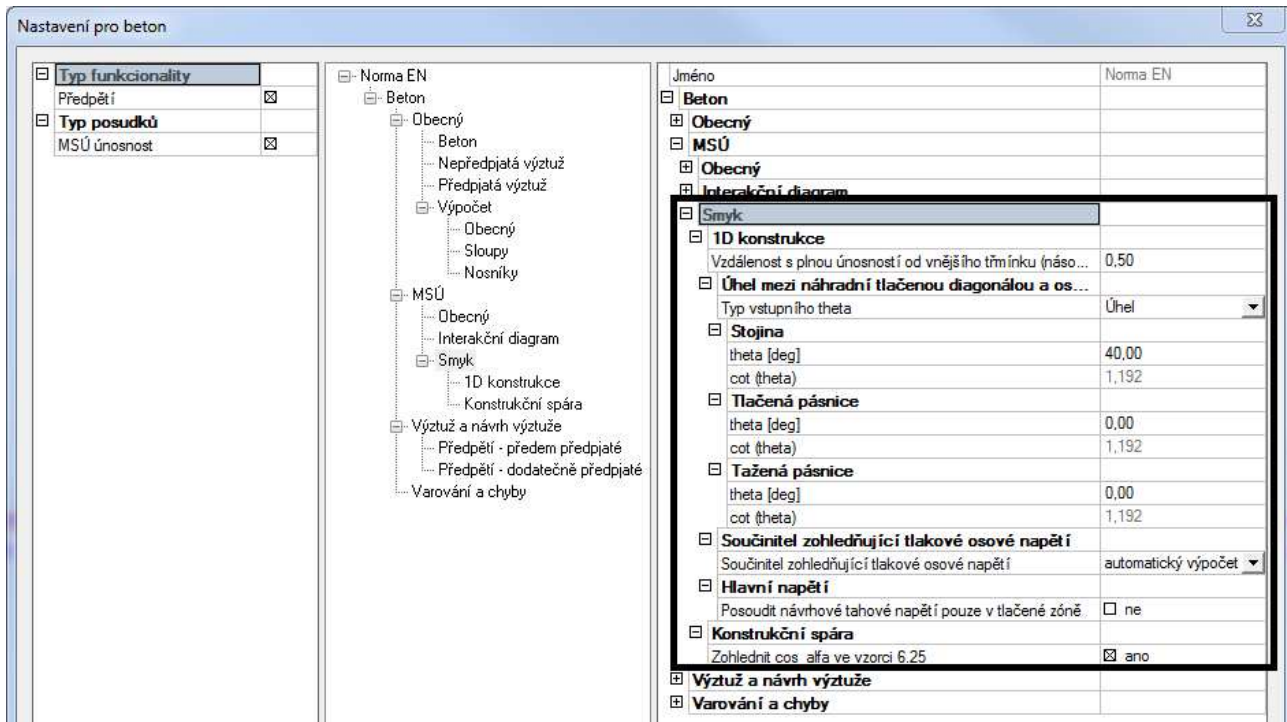 Nastavení pro beton
Typ funkcionality
Předpětí
Typ posudků
MSÚ únosnost
Norma EN
Beton
Obecný
Beton
Nepředpjatá výztuž
Předpjatá výztuž
Výpočet
Obecný
Sloupy
Nosníky
MSÚ
Obecný
Interakční diagram
Smyk
1D konstrukce
Konstrukční spára
Výztuž a návrh výztuže
Předpětí - předem předpjaté
Předpětí - dodatečně předpjaté
Varování a chyby
Jméno Norma EN
Beton
Obecný
MSÚ
Obecný
Interakční diagram
Smyk
1D konstrukce
Vzdálenost s plnou únosností od vnějšího třmínku (náso... 0,50
Úhel mezi náhradní tlačenou diagonálou a os...
Typ vstupního theta Úhel
Stojina
theta [deg] 40,00
cot (theta) 1,192
Tlačená pásnice
theta [deg] 0,00
cot (theta) 1,192
Tažená pásnice
theta [deg] 0,00
cot (theta) 1,192
Součinitel zohledňující tlakové osové napětí
Součinitel zohledňující tlakové osové napětí automatický výpočet
Hlavní napětí
Posoudit návrhové tahové napětí pouze v tlačené zóně ne
Konstrukční spára
Zohlednit cos alfa ve vzorci 6.25 ano
Výztuž a návrh výztuže
Varování a chyby